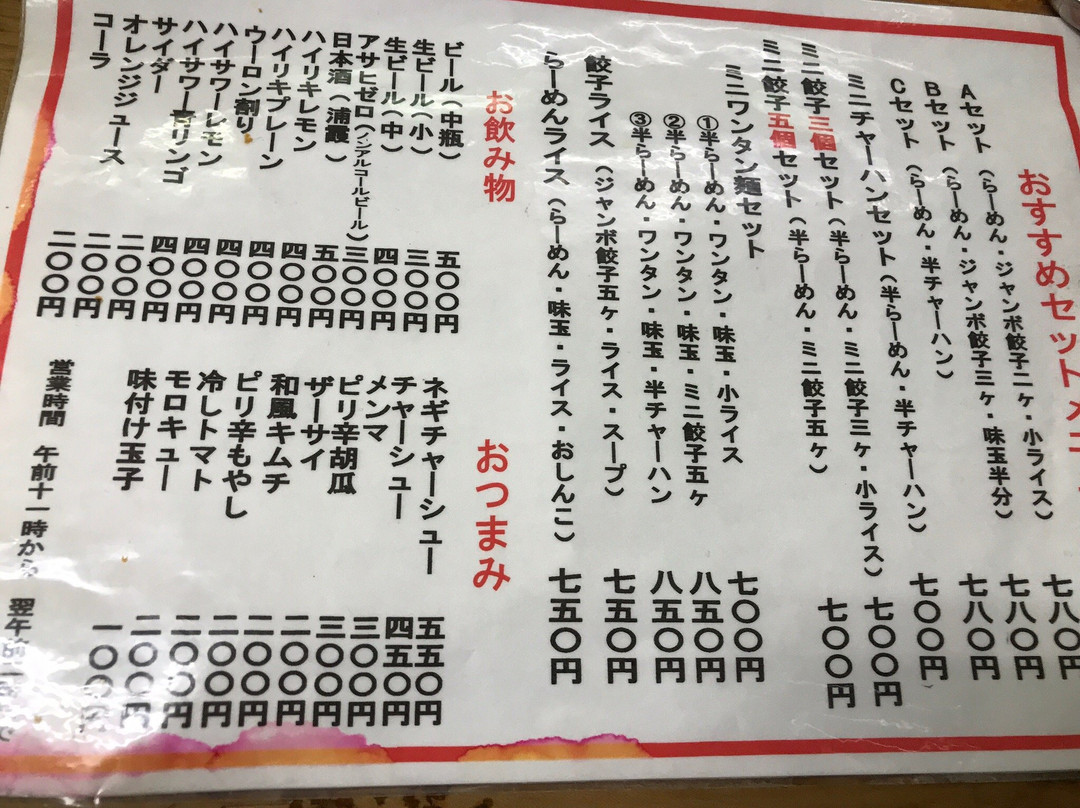 おすすめセットメニ
Aセット（らーめん・ジャンボ餃子二ヶ・小ライス） 七八〇
Bセット（らーめん・ジャンボ餃子三ヶ・味玉半分） 七八〇円
Cセット（らーめん・半チャーハン） 七八〇円
ミニチャーハンセット（半らーめん・半チャーハン） 七〇〇円
ミニ餃子三個セット（半らーめん・ミニ餃子三ヶ・小ライス） 七〇〇円
ミニ餃子五個セット（半らーめん・ミニ餃子五ヶ） 七〇〇円
ミニワンタン麺セット
①半らーめん・ワンタン・味玉・小ライス 七〇〇円
②半らーめん・ワンタン・味玉・ミニ餃子五ヶ 八五〇円
③半らーめん・ワンタン・味玉・半チャーハン 八五〇円
餃子ライス（ジャンボ餃子五ヶ・ライス・スープ） 七五〇円
らーめんライス（らーめん・味玉・ライス・おしんこ） 七五〇円
お飲み物
ビール（中瓶） 五〇〇円
生ビール（小） 三〇〇円
生ビール（中） 四〇〇円
アサヒゼロ（ノンアルコールビール） 三〇〇円
日本酒（浦霞） 五〇〇円
ハイリキレモン 四〇〇円
ハイリキプレーン 四〇〇円
ウーロン割り 四〇〇円
ハイサワーレモン 四〇〇円
ハイサワー青リンゴ 四〇〇円
サイダー 二〇〇円
オレンジジュース 二〇〇円
コーラ 二〇〇円
おつまみ
ネギチャーシュー 五五〇円
チャーシュー 四五〇円
メンマ 三〇〇円
ピリ辛胡瓜 三〇〇円
ザーサイ 二〇〇円
和風キムチ 二〇〇円
ピリ辛もやし 二〇〇円
冷しトマト 二〇〇円
モロキュー 二〇〇円
味付け玉子 一〇〇円
営業時間 午前十一時から 翌午前二